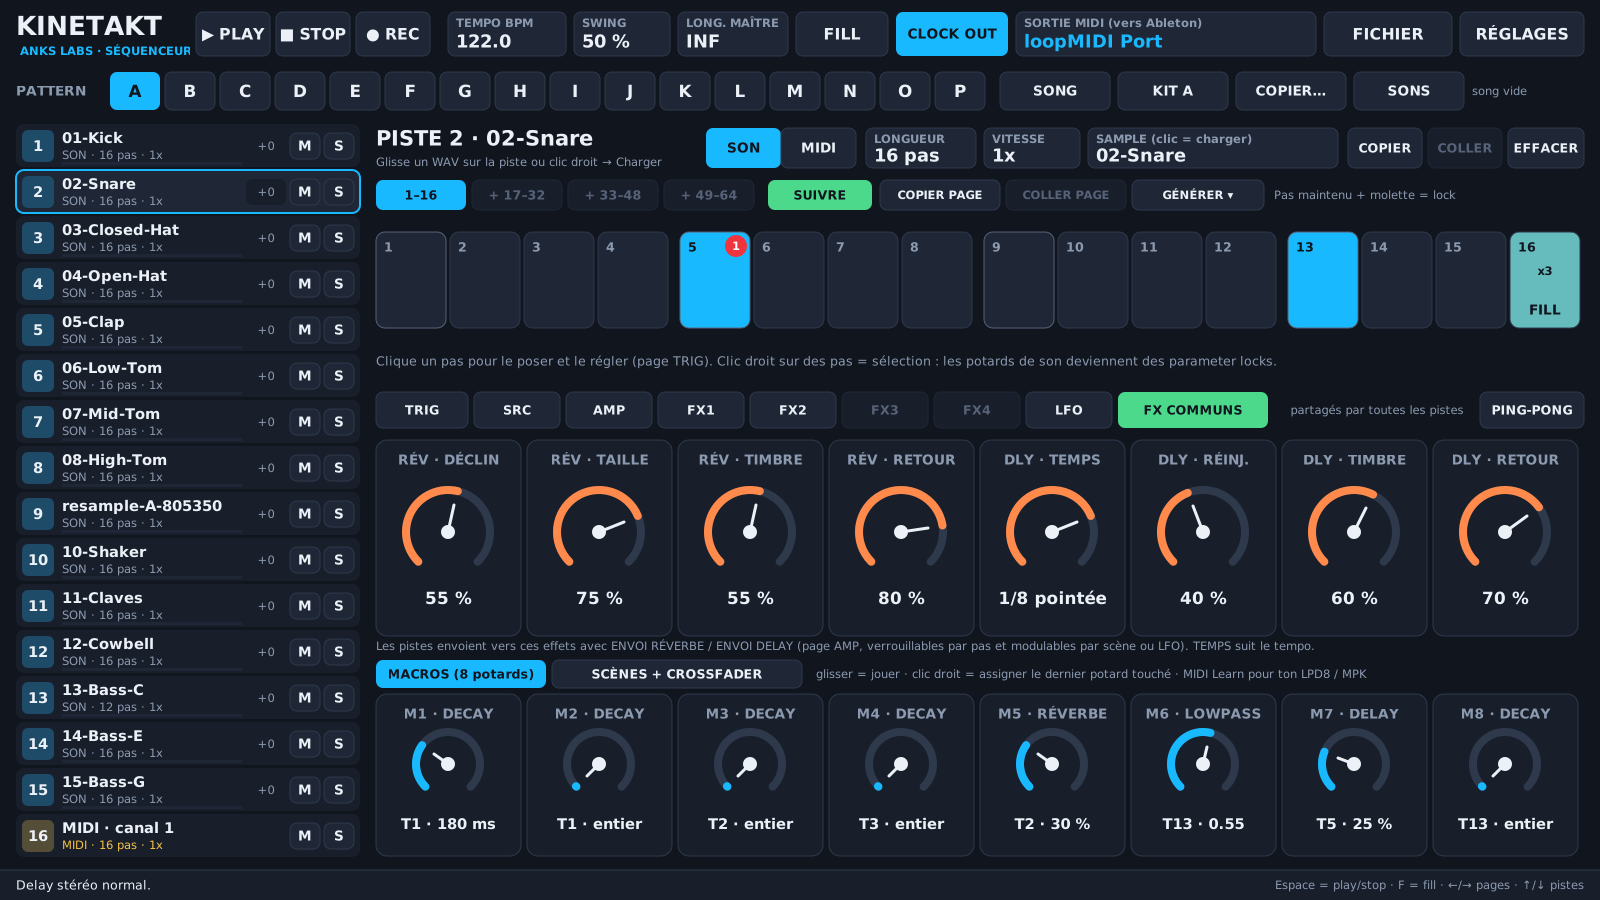 KINETAKT
ANKS LABS · SÉQUENCEUR
▶ PLAY
■ STOP
● REC
TEMPO BPM
122.0
SWING
50 %
LONG. MAÎTRE
INF
FILL
CLOCK OUT
SORTIE MIDI (vers Ableton)
loopMIDI Port
FICHIER
RÉGLAGES
PATTERN
A
B
C
D
E
F
G
H
I
J
K
L
M
N
O
P
SONG
KIT A
COPIER…
SONS
song vide
1
01-Kick
SON · 16 pas · 1x
+0
M
S
2
02-Snare
SON · 16 pas · 1x
+0
M
S
3
03-Closed-Hat
SON · 16 pas · 1x
+0
M
S
4
04-Open-Hat
SON · 16 pas · 1x
+0
M
S
5
05-Clap
SON · 16 pas · 1x
+0
M
S
6
06-Low-Tom
SON · 16 pas · 1x
+0
M
S
7
07-Mid-Tom
SON · 16 pas · 1x
+0
M
S
8
08-High-Tom
SON · 16 pas · 1x
+0
M
S
9
resample-A-805350
SON · 16 pas · 1x
+0
M
S
10
10-Shaker
SON · 16 pas · 1x
+0
M
S
11
11-Claves
SON · 16 pas · 1x
+0
M
S
12
12-Cowbell
SON · 16 pas · 1x
+0
M
S
13
13-Bass-C
SON · 12 pas · 1x
+0
M
S
14
14-Bass-E
SON · 16 pas · 1x
+0
M
S
15
15-Bass-G
SON · 16 pas · 1x
+0
M
S
16
MIDI · canal 1
MIDI · 16 pas · 1x
M
S
PISTE 2 · 02-Snare
Glisse un WAV sur la piste ou clic droit → Charger
SON
MIDI
LONGUEUR
16 pas
VITESSE
1x
SAMPLE (clic = charger)
02-Snare
COPIER
COLLER
EFFACER
1–16
+ 17–32
+ 33–48
+ 49–64
SUIVRE
COPIER PAGE
COLLER PAGE
GÉNÉRER ▾
Pas maintenu + molette = lock
1
2
3
4
5
1
6
7
8
9
10
11
12
13
14
15
16
x3
FILL
Clique un pas pour le poser et le régler (page TRIG). Clic droit sur des pas = sélection : les potards de son deviennent des parameter locks.
TRIG
SRC
AMP
FX1
FX2
FX3
FX4
LFO
FX COMMUNS
partagés par toutes les pistes
PING-PONG
RÉV · DÉCLIN
55 %
RÉV · TAILLE
75 %
RÉV · TIMBRE
55 %
RÉV · RETOUR
80 %
DLY · TEMPS
1/8 pointée
DLY · RÉINJ.
40 %
DLY · TIMBRE
60 %
DLY · RETOUR
70 %
Les pistes envoient vers ces effets avec ENVOI RÉVERBE / ENVOI DELAY (page AMP, verrouillables par pas et modulables par scène ou LFO). TEMPS suit le tempo.
MACROS (8 potards)
SCÈNES + CROSSFADER
glisser = jouer · clic droit = assigner le dernier potard touché · MIDI Learn pour ton LPD8 / MPK
M1 · DECAY
T1 · 180 ms
M2 · DECAY
T1 · entier
M3 · DECAY
T2 · entier
M4 · DECAY
T3 · entier
M5 · RÉVERBE
T2 · 30 %
M6 · LOWPASS
T13 · 0.55
M7 · DELAY
T5 · 25 %
M8 · DECAY
T13 · entier
Delay stéréo normal.
Espace = play/stop · F = fill · ←/→ pages · ↑/↓ pistes